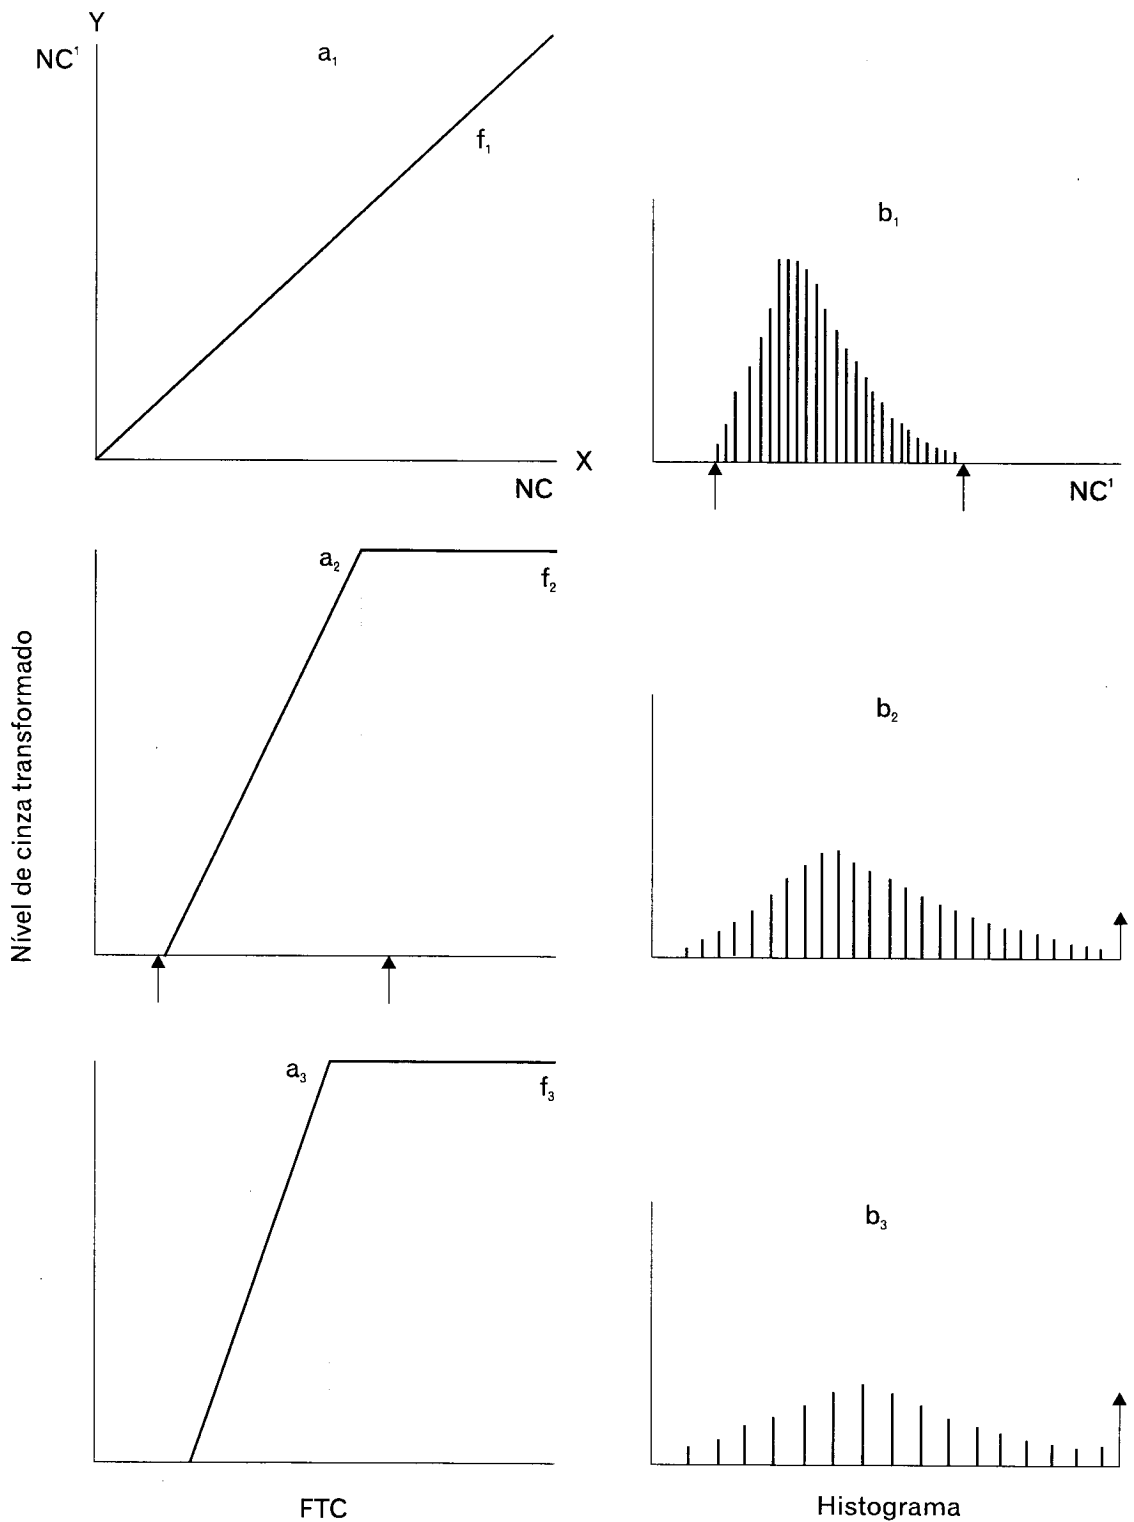 Y
NC¹
a₁
f₁
X
NC
b₁
NC¹
Nível de cinza transformado
a₂
f₂
b₂
a₃
f₃
b₃
FTC
Histograma